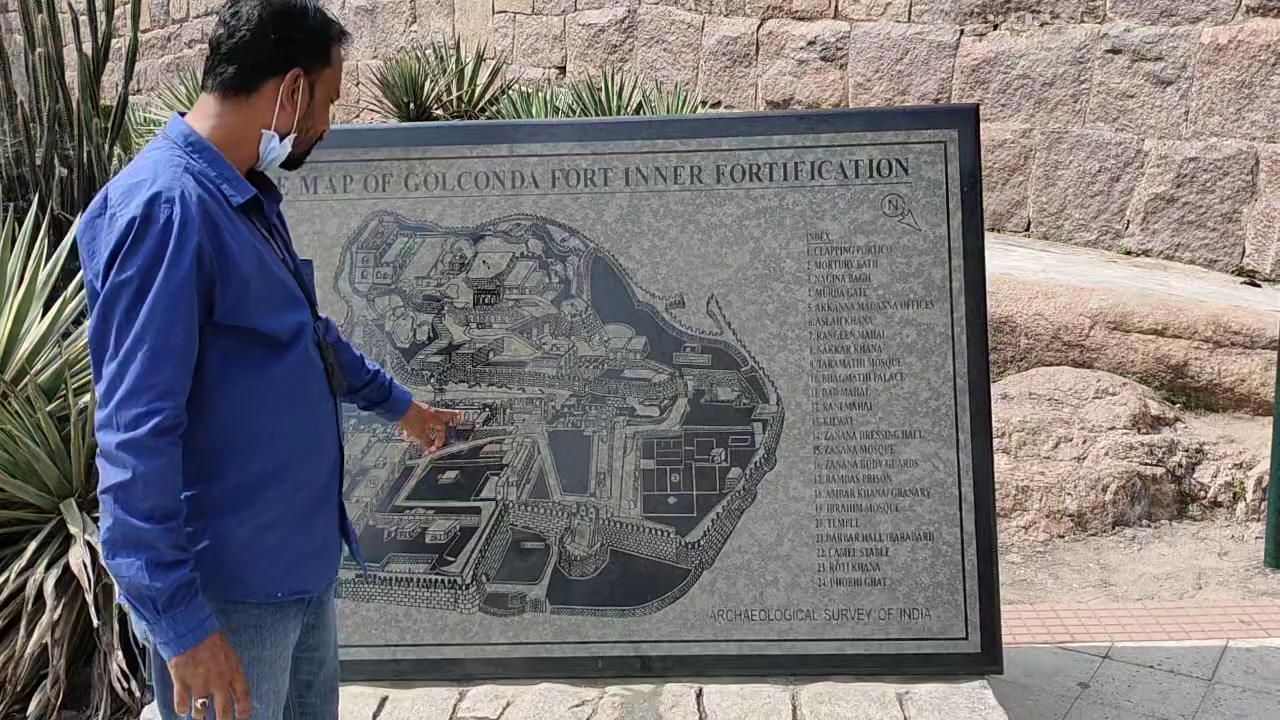 E MAP OF GOLCONDA FORT INNER FORTIFICATION
N
INDEX
1. CLAPPING PORTICO
2. MORTURY BATH
3. NAGINA BAGH
4. MURDA GATE
5. AKKANNA MADANNA OFFICES
6. ASLAH KHANA
7. RANGEEN MAHAL
8. NAKKAR KHANA
9. TARAMATHI MOSQUE
10. BHAGMATHI PALACE
11. DAD MAHAL
12. RANI MAHAL
13. KILWAT
14. ZANANA DRESSING HALL
15. ZANANA MOSQUE
16. ZANANA BODY GUARDS
17. RAMDAS PRISON
18. AMBAR KHANA/ GRANARY
19. IBRAHIM MOSQUE
20. TEMPLE
21. DARBAR HALL (BARADARI)
22. CAMEL STABLE
23. ROTI KHANA
24. DHOBHI GHAT
ARCHAEOLOGICAL SURVEY OF INDIA